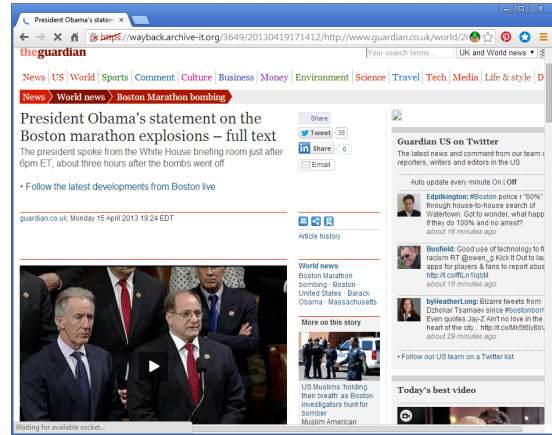 President Obama's statem
https://wayback.archive-it.org/3649/20130419171412/http://www.guardian.co.uk/world/2
theguardian
Your search terms...
UK and World news
News US World Sports Comment Culture Business Money Environment Science Travel Tech Media Life & style D
News World news Boston Marathon bombing
President Obama's statement on the
Boston marathon explosions – full text
The president spoke from the White House briefing room just after
6pm ET, about three hours after the bombs went off
• Follow the latest developments from Boston live
guardian.co.uk, Monday 15 April 2013 19.24 EDT
Share
Tweet 35
in Share 0
Email
Article history
World news
Boston Marathon
bombing · Boston ·
United States · Barack
Obama · Massachusetts
More on this story
US Muslims 'holding
their breath' as Boston
investigators hunt for
bomber
Muslim American
Guardian US on Twitter
The latest news and comment from our team of
reporters, writers and editors in the US
Auto update every minute On | Off
Edpilkington: #Boston police r "60%"
through house-to-house search of
Watertown. Got to wonder, what happ
if they do 100% and no arrest?
about 16 minutes ago
Busfield: Good use of technology to fi
racism RT @owen_g Kick It Out to lau
apps for players & fans to report abus
about 18 minutes ago
byHeatherLong: Bizarre tweets from
Dzhokar Tsarnaev since #bostonbom
Even quotes Jay-Z Ain't no love in the
heart of the city...
about 29 minutes ago
• Follow our US team on a Twitter list
Today's best video
Waiting for available socket...